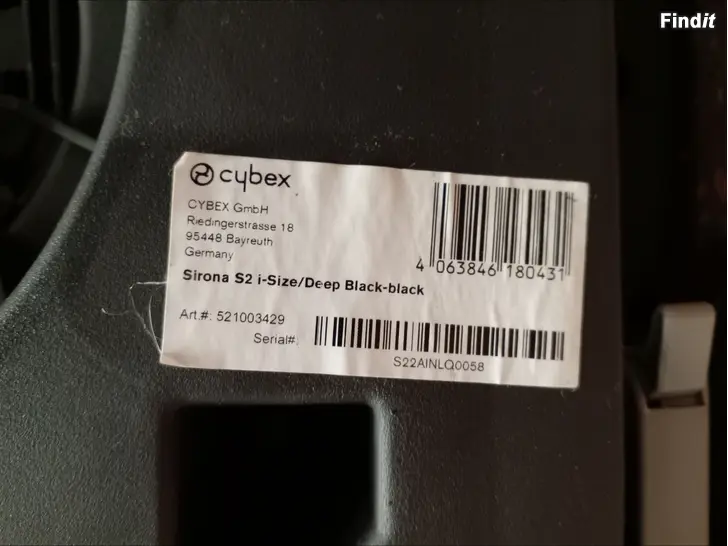 Findit
cybex
CYBEX GmbH
Riedingerstrasse 18
95448 Bayreuth
Germany
4 063846 180431
Sirona S2 i-Size/Deep Black-black
Art.#: 521003429
Serial#:
S22AINLQ0058